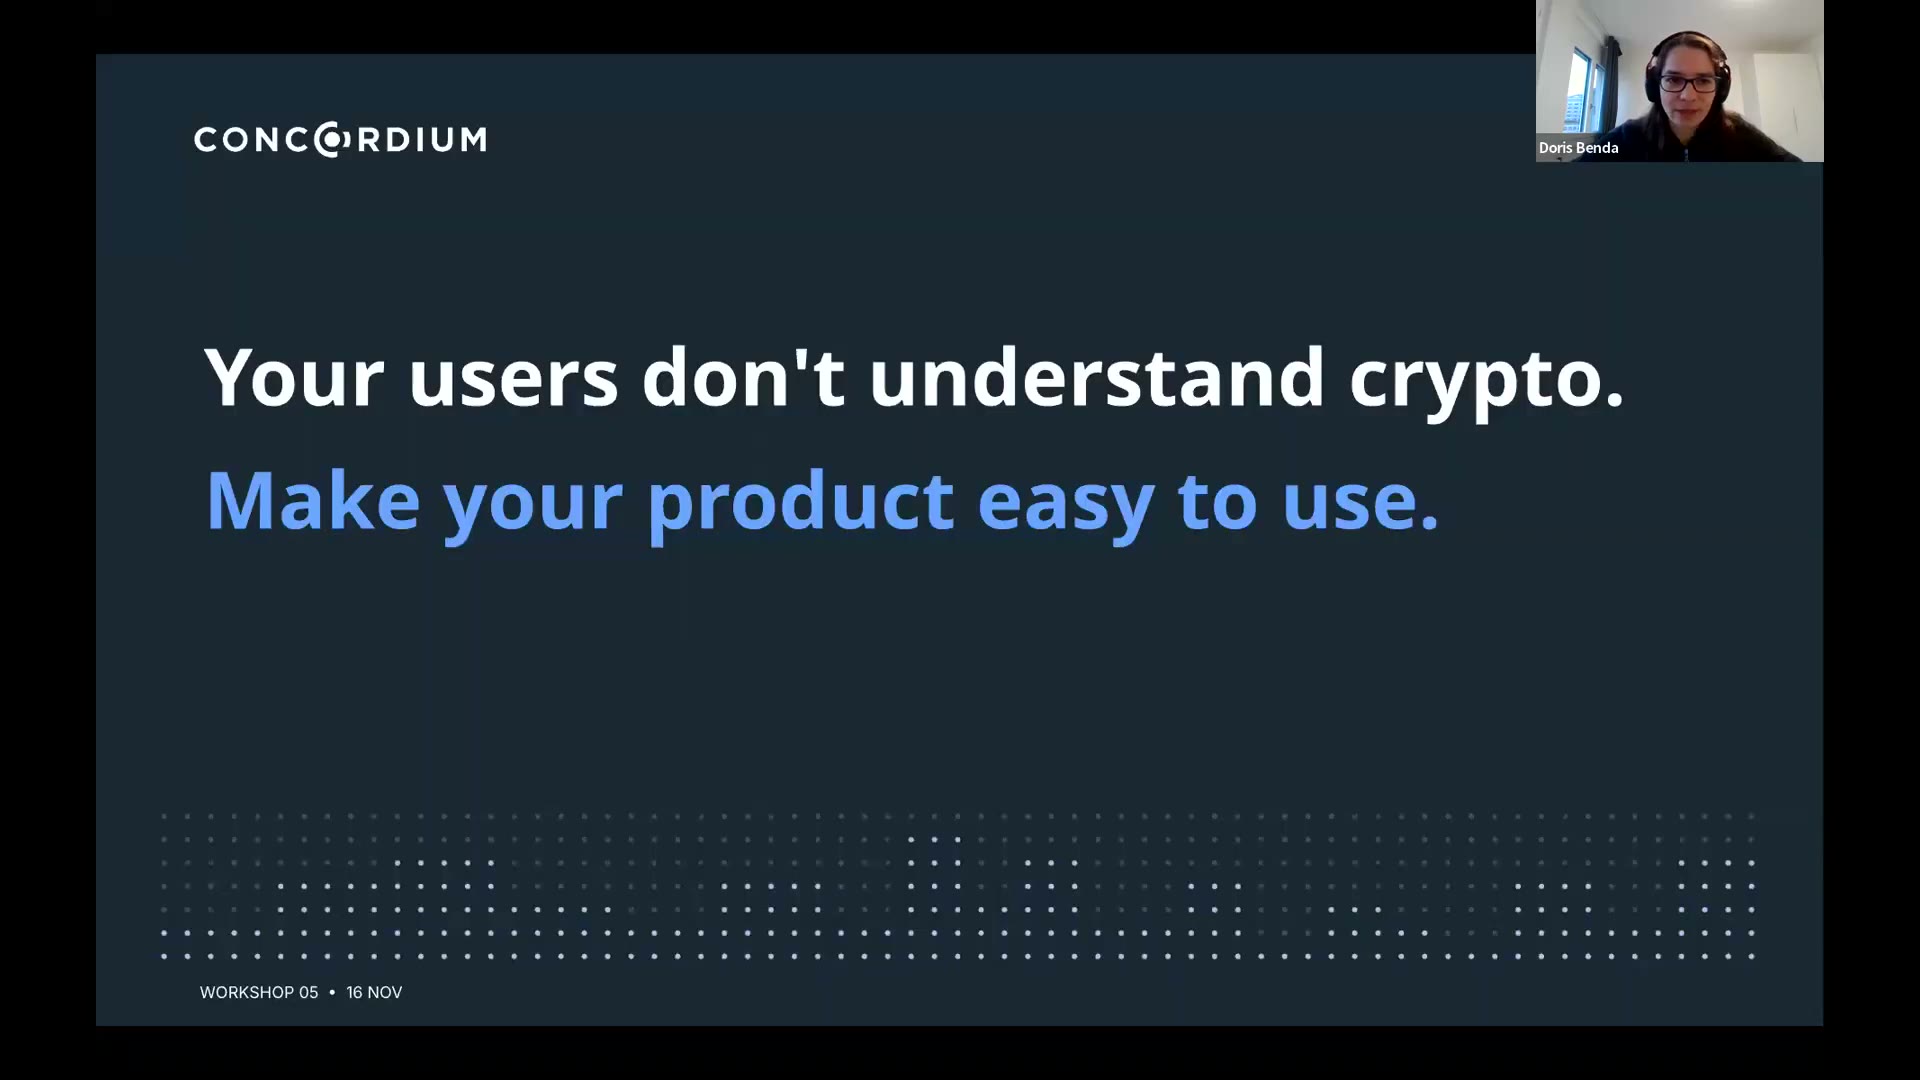 CONCORDIUM
Doris Benda
Your users don't understand crypto.
Make your product easy to use.
WORKSHOP 05 • 16 NOV